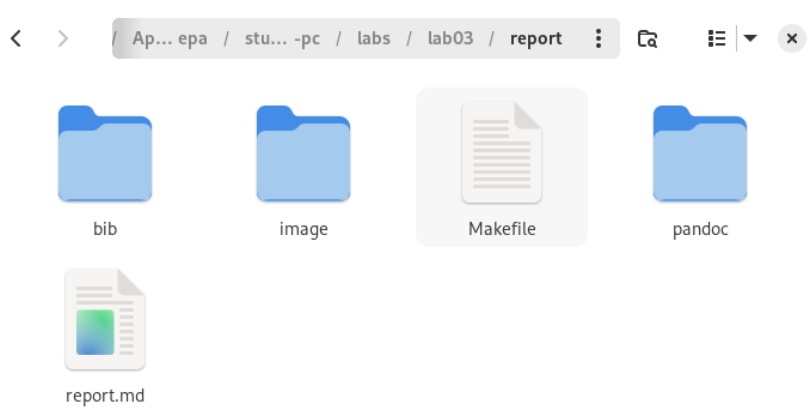 / Ap... epa / stu... -pc / labs / lab03 / report
bib
image
Makefile
pandoc
report.md